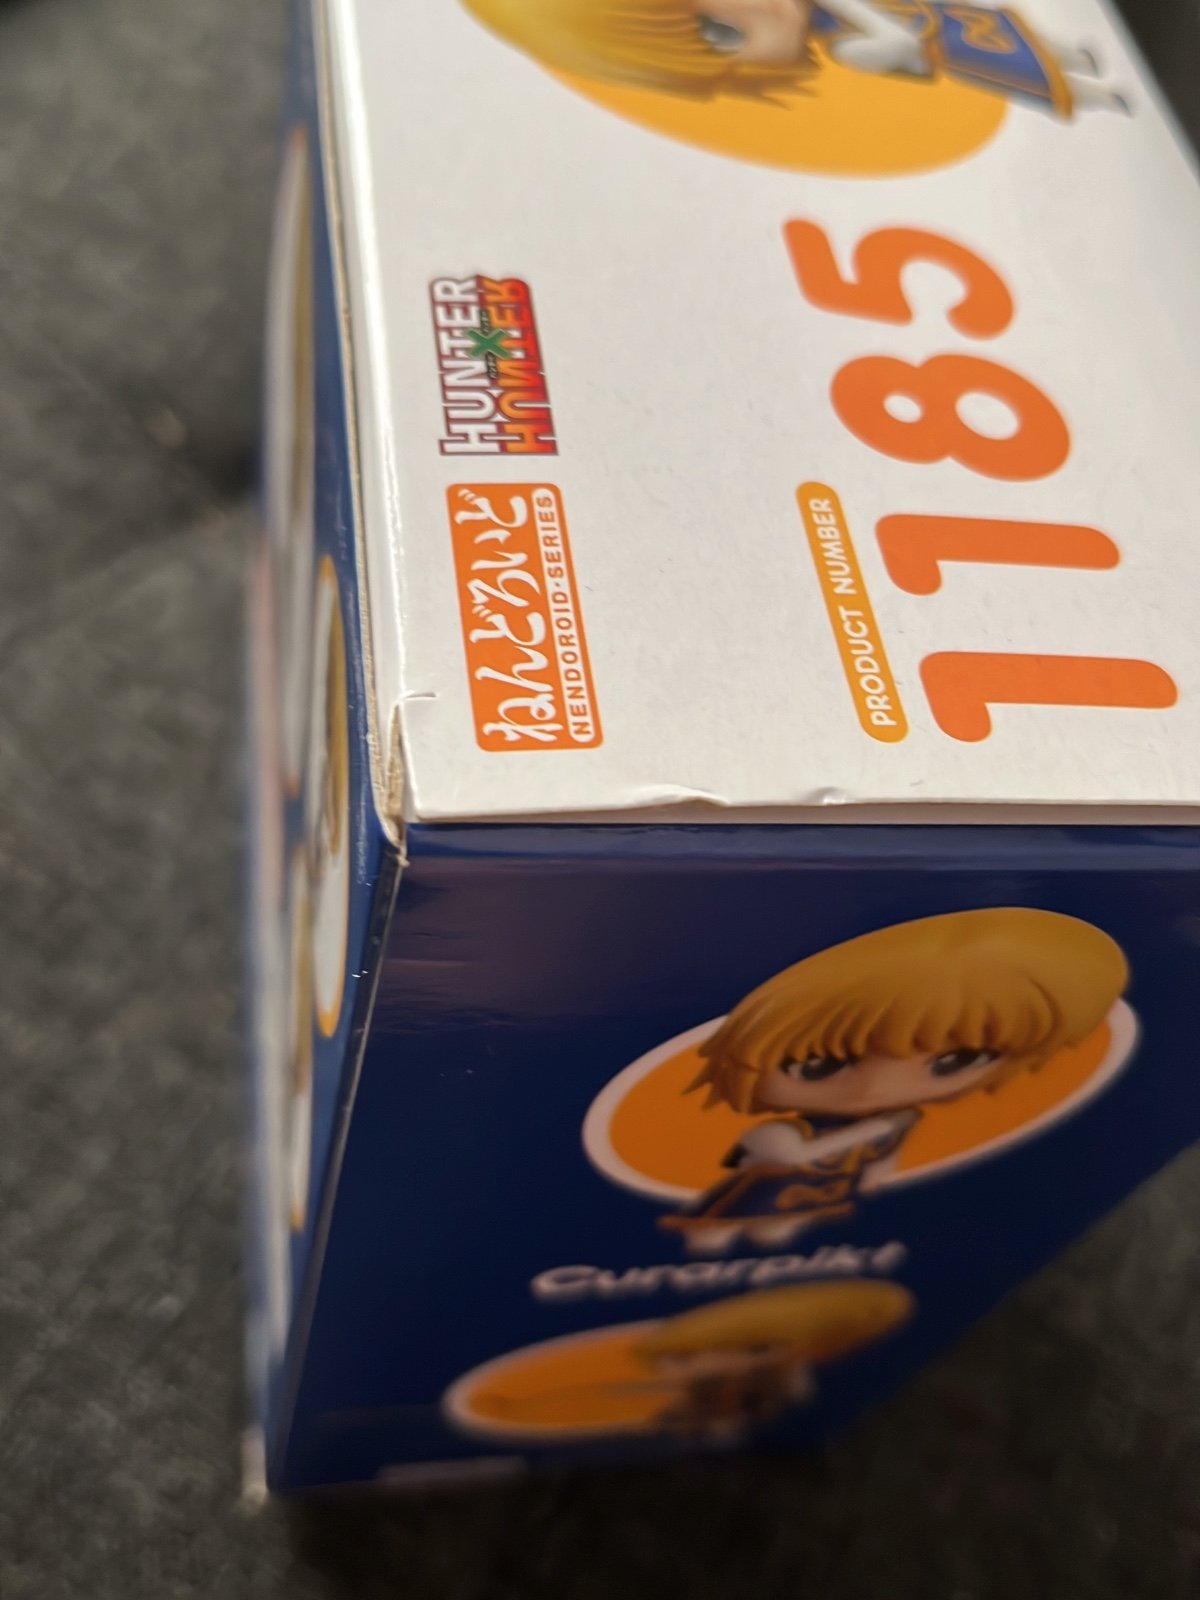 HUNTER
×
HUNTER
ねんどろいど
NENDOROID·SERIES
PRODUCT NUMBER
1185
Curarpikt